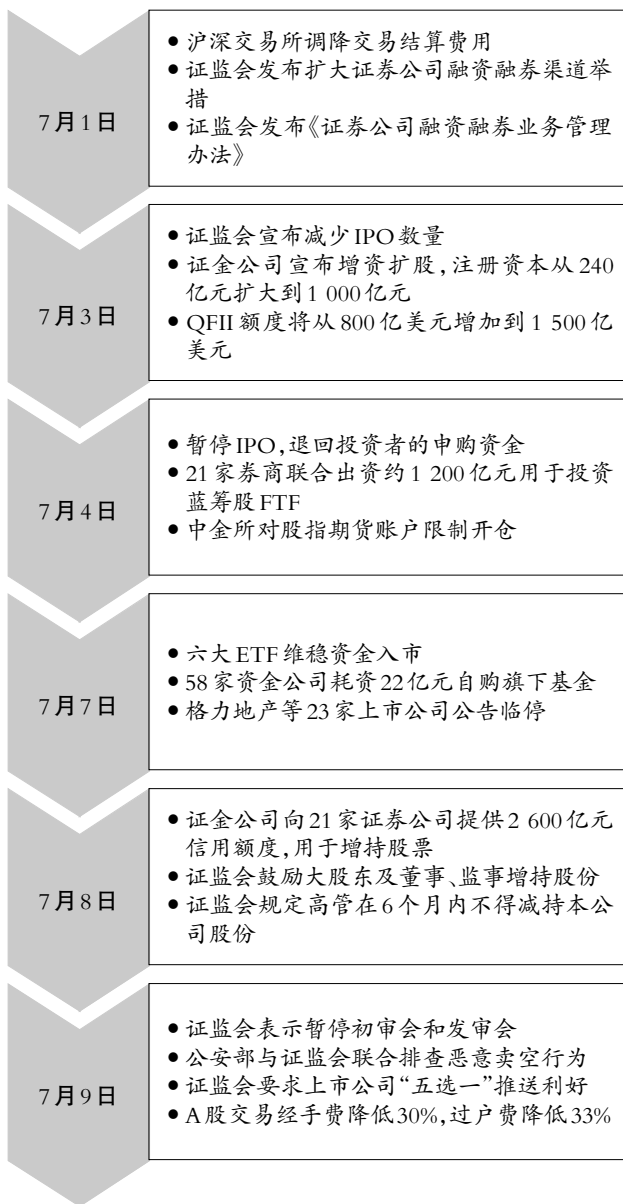 7月1日
• 沪深交易所调降交易结算费用
• 证监会发布扩大证券公司融资融券渠道举
措
• 证监会发布《证券公司融资融券业务管理
办法》
7月3日
• 证监会宣布减少IPO数量
• 证金公司宣布增资扩股,注册资本从240
亿元扩大到1 000亿元
• QFII额度将从800亿美元增加到1 500亿
美元
7月4日
• 暂停IPO,退回投资者的申购资金
• 21家券商联合出资约1 200亿元用于投资
蓝筹股FTF
• 中金所对股指期货账户限制开仓
7月7日
• 六大ETF维稳资金入市
• 58家资金公司耗资22亿元自购旗下基金
• 格力地产等23家上市公司公告临停
7月8日
• 证金公司向21家证券公司提供2 600亿元
信用额度,用于增持股票
• 证监会鼓励大股东及董事、监事增持股份
• 证监会规定高管在6个月内不得减持本公
司股份
7月9日
• 证监会表示暂停初审会和发审会
• 公安部与证监会联合排查恶意卖空行为
• 证监会要求上市公司“五选一”推送利好
• A股交易经手费降低30%,过户费降低33%